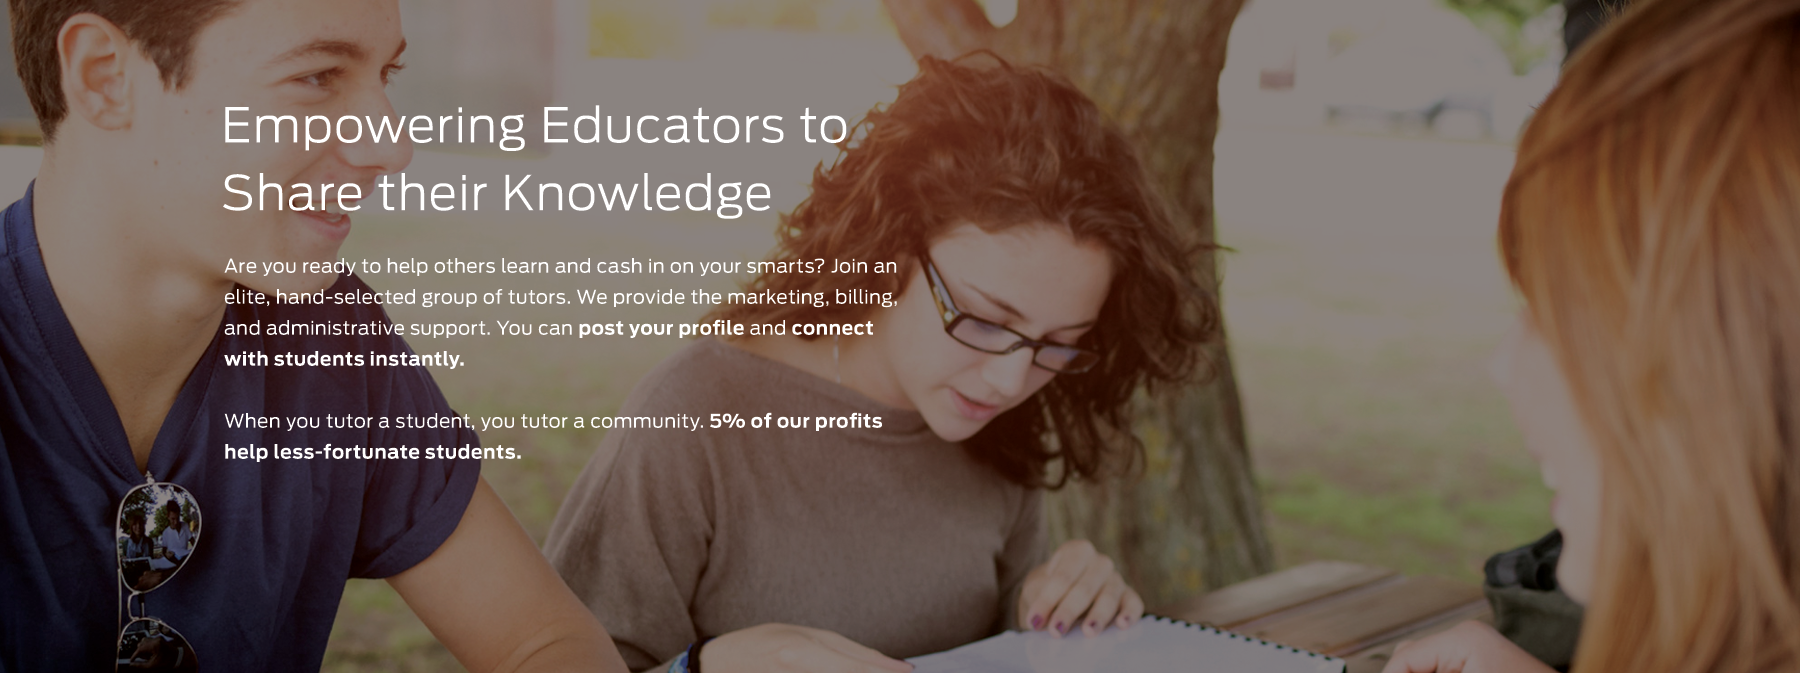 Empowering Educators to
Share their Knowledge
Are you ready to help others learn and cash in on your smarts? Join an
elite, hand-selected group of tutors. We provide the marketing, billing,
and administrative support. You can post your profile and connect
with students instantly.
When you tutor a student, you tutor a community. 5% of our profits
help less-fortunate students.